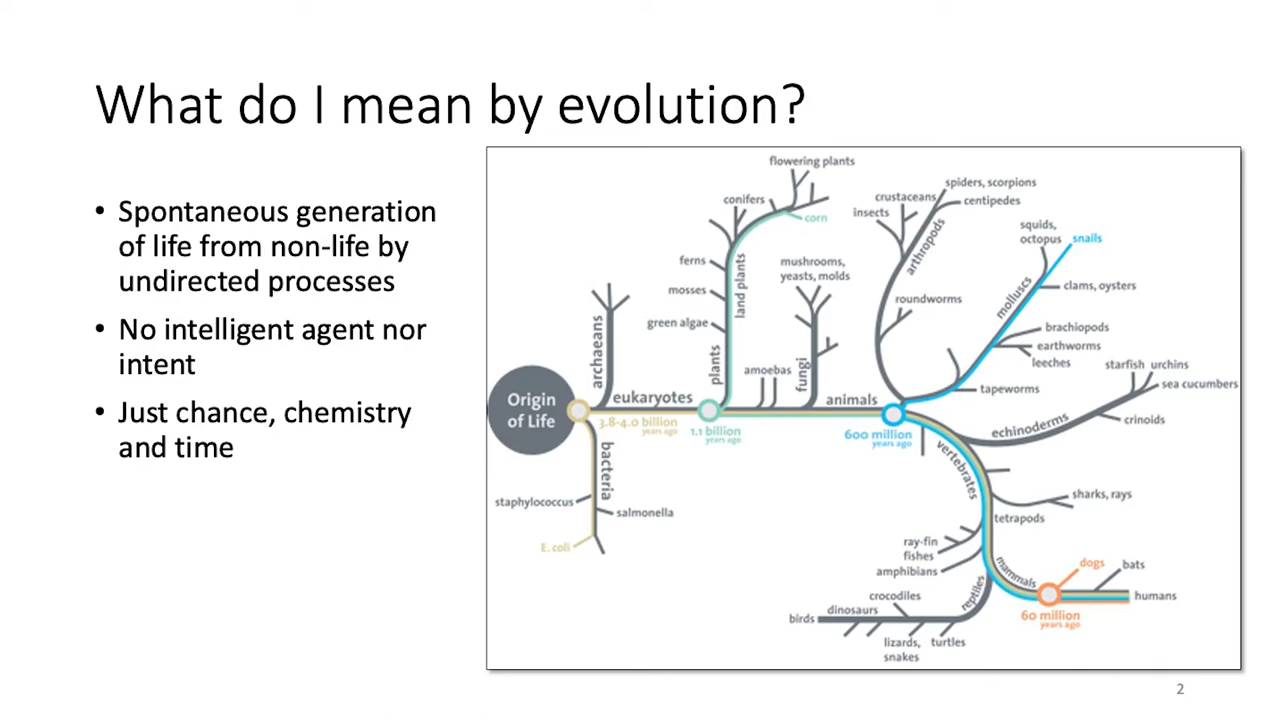 What do I mean by evolution?
• Spontaneous generation
of life from non-life by
undirected processes
• No intelligent agent nor
intent
• Just chance, chemistry
and time
flowering plants
conifers
corn
ferns
mosses
green algae
land plants
plants
mushrooms,
yeasts, molds
amoebas
fungi
crustaceans
insects
spiders, scorpions
centipedes
arthropods
roundworms
squids,
octopus
snails
molluscs
clams, oysters
brachiopods
earthworms
leeches
tapeworms
starfish
urchins
sea cucumbers
echinoderms
crinoids
archaeans
Origin
of Life
eukaryotes
animals
3.8-4.0 billion
years ago
1.1 billion
years ago
600 million
years ago
bacteria
staphylococcus
salmonella
E. coli
vertebrates
sharks, rays
tetrapods
ray-fin
fishes
amphibians
mammals
reptiles
dogs
bats
humans
60 million
years ago
crocodiles
dinosaurs
birds
lizards,
snakes
turtles
2